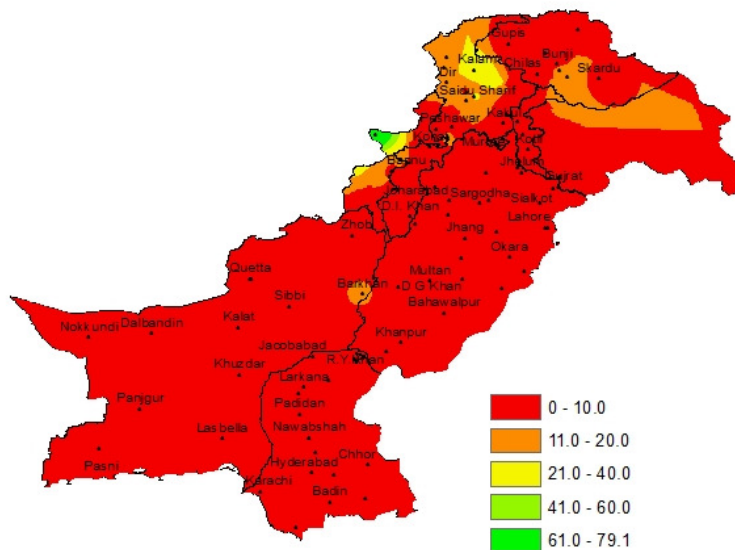 Gupis
Kalam
Bunji
Chilas
Skardu
Dir
Saidu Sharif
Peshawar
Kakul
Kotli
Bannu
Jhelum
Gujrat
Joharabad
Sargodha
Sialkot
D.I. Khan
Lahore
Zhob
Jhang
Okara
Quetta
Multan
Barkhan
D.G Khan
Sibbi
Bahawalpur
Nokkundi
Dalbandin
Kalat
Khanpur
Jacobabad
R.Y Khan
Khuzdar
Larkana
Panjgur
Padidan
Lasbella
Nawabshah
Chhor
Pasni
Hyderabad
Karachi
Badin
0 - 10.0
11.0 - 20.0
21.0 - 40.0
41.0 - 60.0
61.0 - 79.1